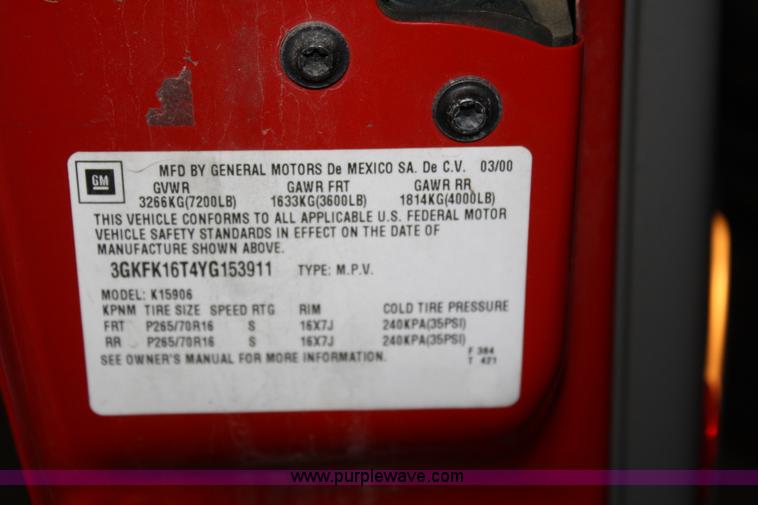 GM
MFD BY GENERAL MOTORS De MEXICO SA. De C.V. 03/00
GVWR GAWR FRT GAWR RR
3266KG(7200LB) 1633KG(3600LB) 1814KG(4000LB)
THIS VEHICLE CONFORMS TO ALL APPLICABLE U.S. FEDERAL MOTOR
VEHICLE SAFETY STANDARDS IN EFFECT ON THE DATE OF
MANUFACTURE SHOWN ABOVE.
3GKFK16T4YG153911 TYPE: M.P.V.
MODEL: K15906
KPNM TIRE SIZE SPEED RTG RIM COLD TIRE PRESSURE
FRT P265/70R16 S 16X7J 240KPA(35PSI)
RR P265/70R16 S 16X7J 240KPA(35PSI)
SEE OWNER'S MANUAL FOR MORE INFORMATION.
F 384
T 421
www.purplewave.com